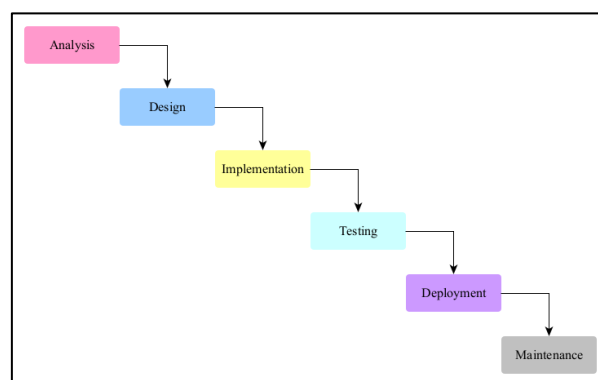 Analysis
Design
Implementation
Testing
Deployment
Maintenance